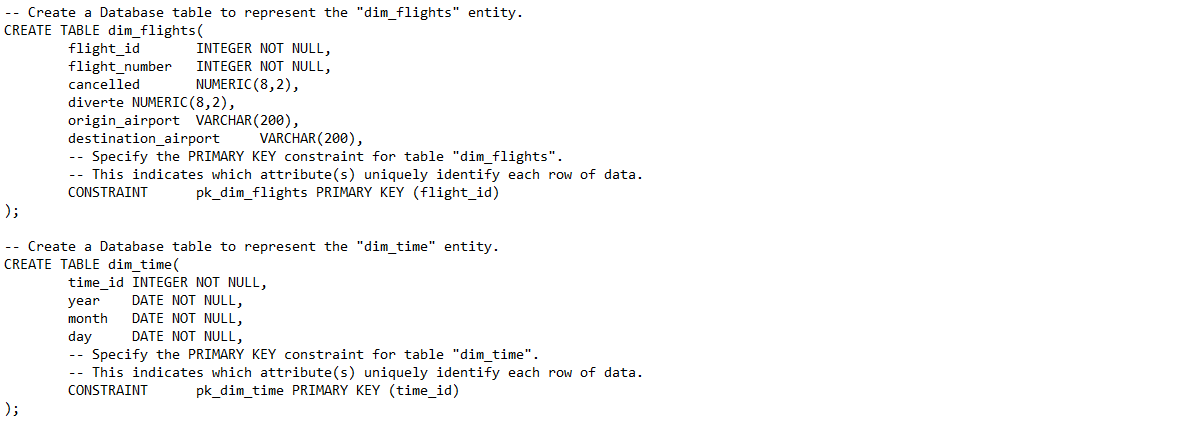 -- Create a Database table to represent the "dim_flights" entity.
CREATE TABLE dim_flights(
	flight_id	INTEGER NOT NULL,
	flight_number	INTEGER NOT NULL,
	cancelled	NUMERIC(8,2),
	diverte	NUMERIC(8,2),
	origin_airport	VARCHAR(200),
	destination_airport	VARCHAR(200),
	-- Specify the PRIMARY KEY constraint for table "dim_flights".
	-- This indicates which attribute(s) uniquely identify each row of data.
	CONSTRAINT	pk_dim_flights PRIMARY KEY (flight_id)
);

-- Create a Database table to represent the "dim_time" entity.
CREATE TABLE dim_time(
	time_id	INTEGER NOT NULL,
	year	DATE NOT NULL,
	month	DATE NOT NULL,
	day	DATE NOT NULL,
	-- Specify the PRIMARY KEY constraint for table "dim_time".
	-- This indicates which attribute(s) uniquely identify each row of data.
	CONSTRAINT	pk_dim_time PRIMARY KEY (time_id)
);